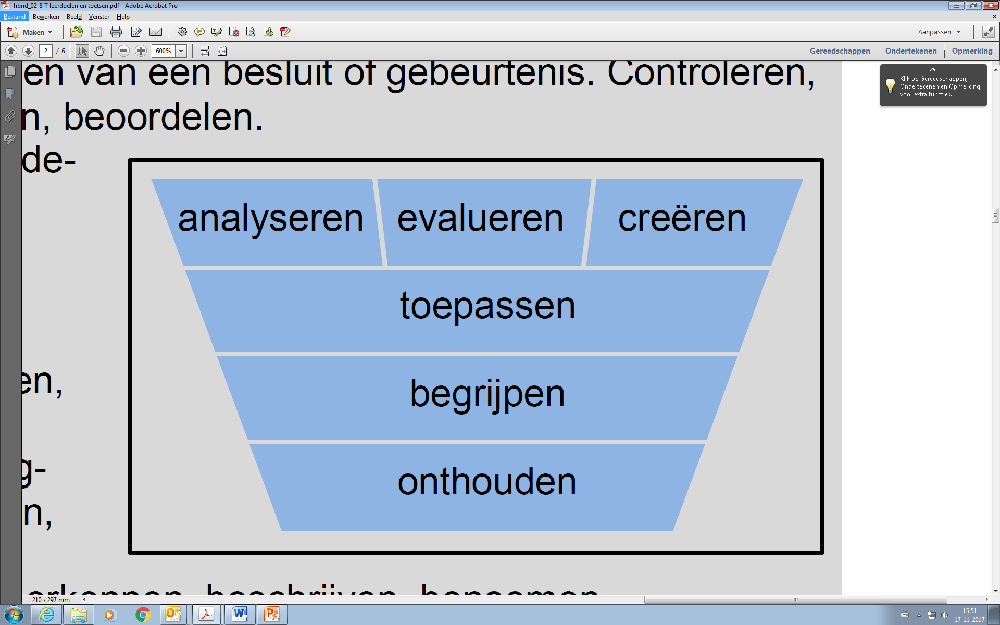 hbnd_02-8 T leerdoelen en toetsen.pdf - Adobe Acrobat Pro
Bestand Bewerken Beeld Venster Help
Maken
Aanpassen
2 / 6
600%
Gereedschappen Ondertekenen Opmerking
Klik op Gereedschappen,
Ondertekenen en Opmerking
voor extra functies.
en van een besluit of gebeurtenis. Controleren,
n, beoordelen.
de-
analyseren evalueren creëren
toepassen
en,
begrijpen
g-
onthouden
n,
beschrijven, benoemen
210 x 297 mm
15:51
17-11-2017